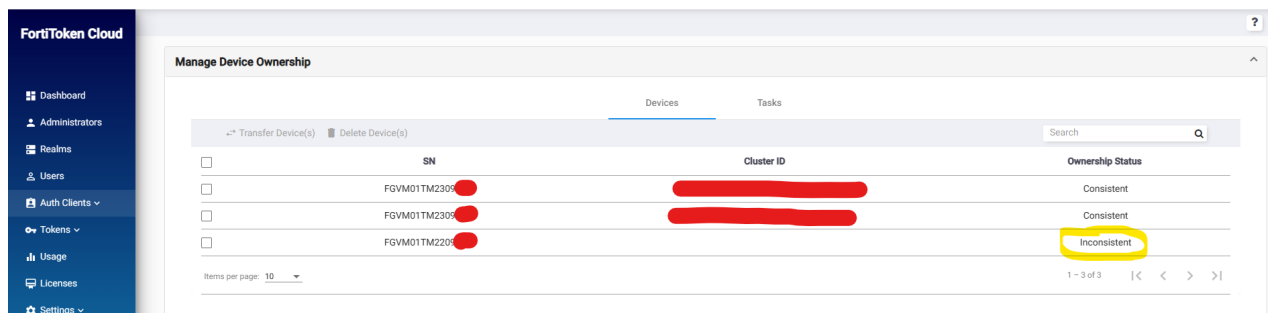 ?
FortiToken Cloud
Manage Device Ownership
Dashboard
Administrators
Realms
Users
Auth Clients
Tokens
Usage
Licenses
Settings
Devices Tasks
Transfer Device(s) Delete Device(s) Search
SN Cluster ID Ownership Status
FGVM01TM2309 Consistent
FGVM01TM2309 Consistent
FGVM01TM2209 Inconsistent
Items per page: 10 1 – 3 of 3